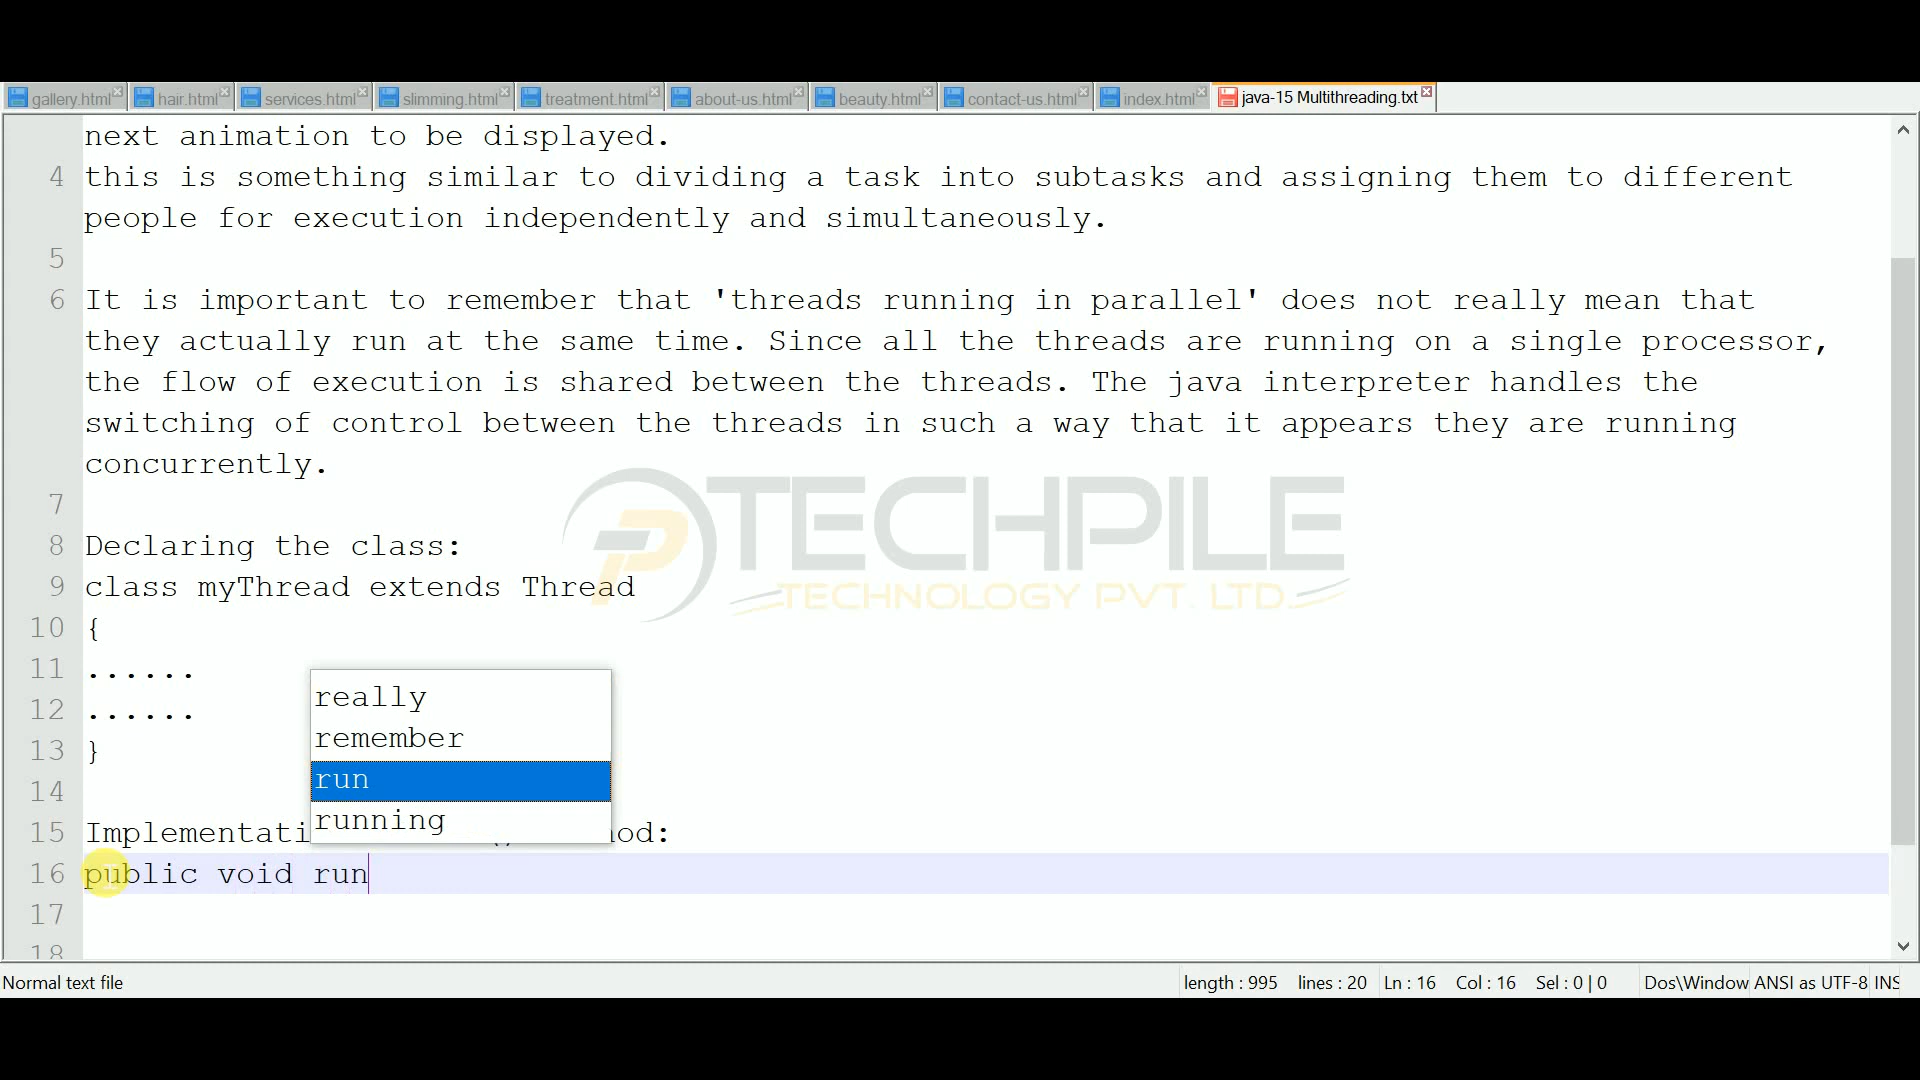 gallery.html hair.html services.html slimming.html treatment.html about-us.html beauty.html contact-us.html index.html java-15 Multithreading.txt
next animation to be displayed.
4 this is something similar to dividing a task into subtasks and assigning them to different
people for execution independently and simultaneously.
5
6 It is important to remember that 'threads running in parallel' does not really mean that
they actually run at the same time. Since all the threads are running on a single processor,
the flow of execution is shared between the threads. The java interpreter handles the
switching of control between the threads in such a way that it appears they are running
concurrently.
TECHPILE
TECHNOLOGY PVT. LTD.
7
8 Declaring the class:
9 class myThread extends Thread
10 {
11 ......
12 ......
13 }
14
really
remember
run
running
15 Implementati
16 public void run
17
18
Normal text file length : 995 lines : 20 Ln : 16 Col : 16 Sel : 0 | 0 Dos\Window ANSI as UTF-8 INS